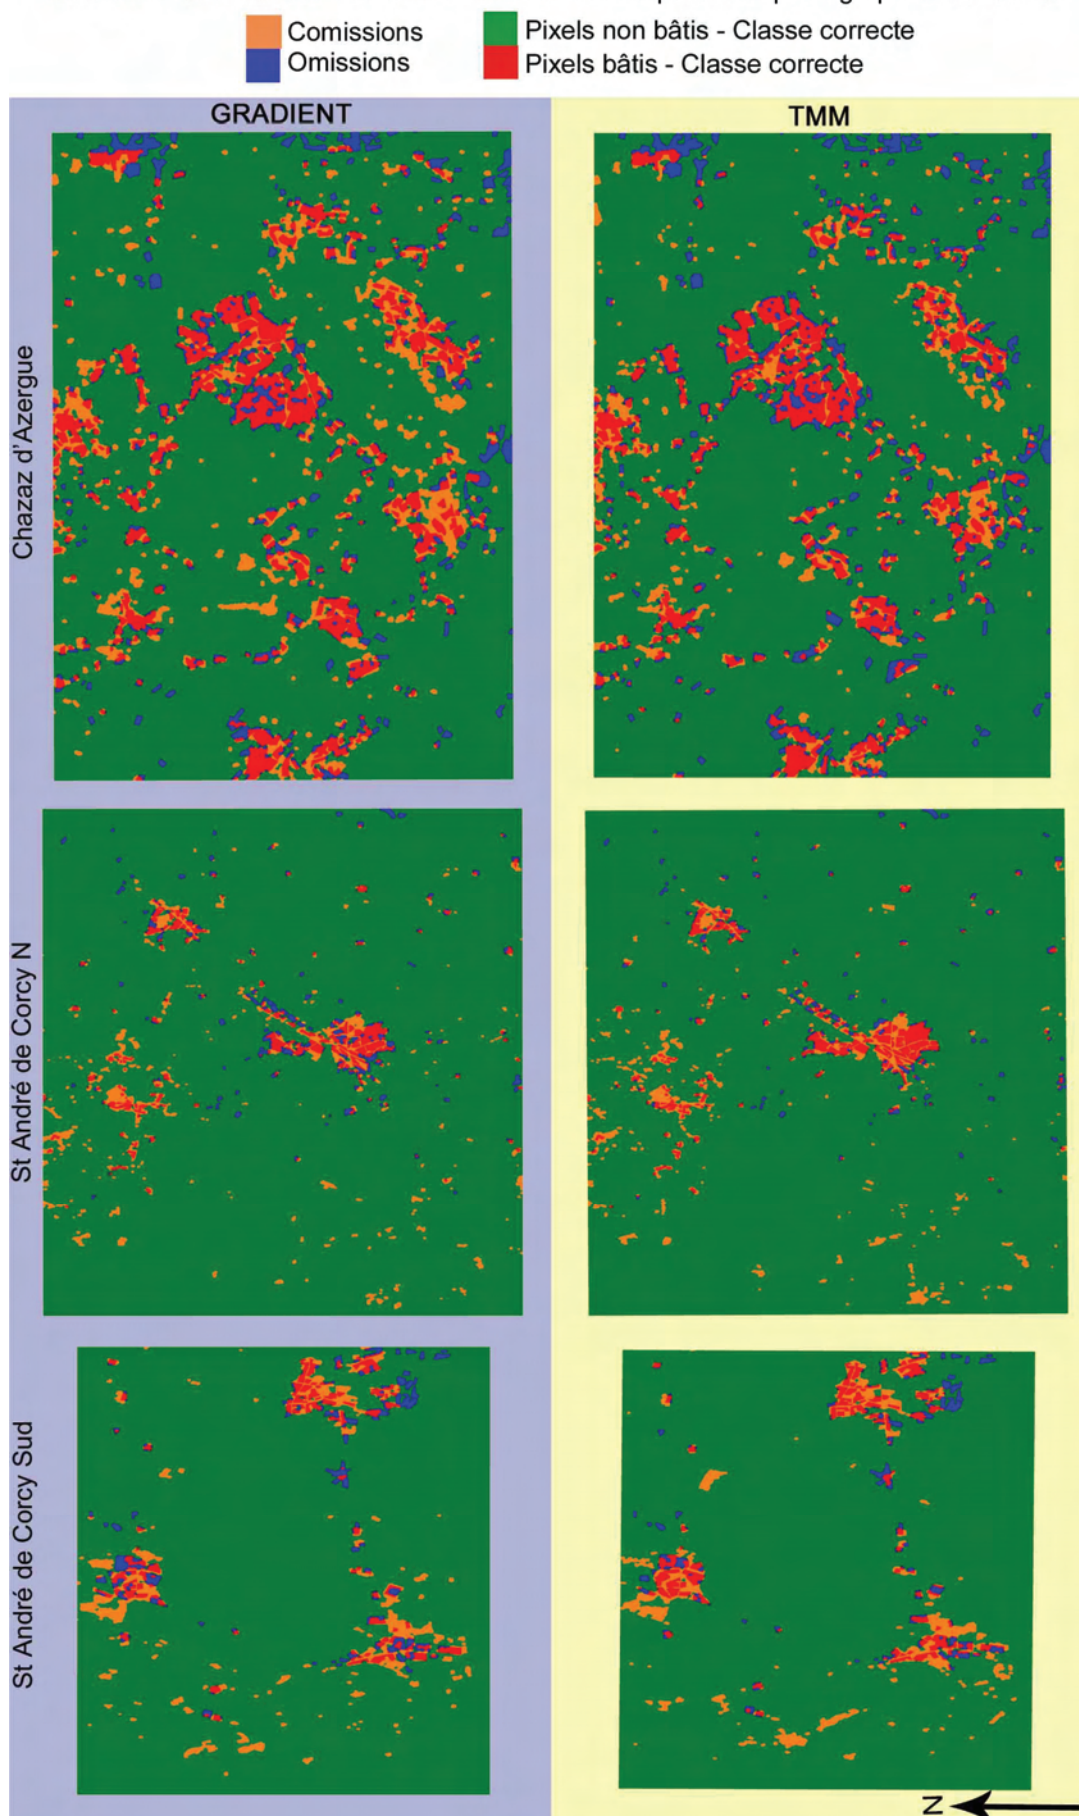 Comissions
Omissions
Pixels non bâtis - Classe correcte
Pixels bâtis - Classe correcte
GRADIENT
TMM
Chazaz d'Azergue
St André de Corcy N
St André de Corcy Sud
N